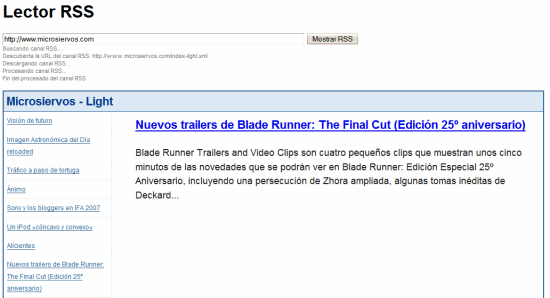 Lector RSS
http://www.microsiervos.com
Mostrar RSS
Buscando canal RSS...
Descubierta la URL del canal RSS: http://www.microsiervos.com/index-light.xml
Descargando canal RSS...
Procesando canal RSS...
Fin del procesado del canal RSS
Microsiervos - Light
Visión de futuro
Imagen Astronómica del Día
reloaded
Tráfico a paso de tortuga
Ánimo
Sony y los bloggers en IFA 2007
Un iPod «cóncavo y convexo»
Alicientes
Nuevos trailers de Blade Runner:
The Final Cut (Edición 25º
aniversario)
Nuevos trailers de Blade Runner: The Final Cut (Edición 25º aniversario)
Blade Runner Trailers and Video Clips son cuatro pequeños clips que muestran unos cinco
minutos de las novedades que se podrán ver en Blade Runner: Edición Especial 25º
Aniversario, incluyendo una persecución de Zhora ampliada, algunas tomas inéditas de
Deckard...